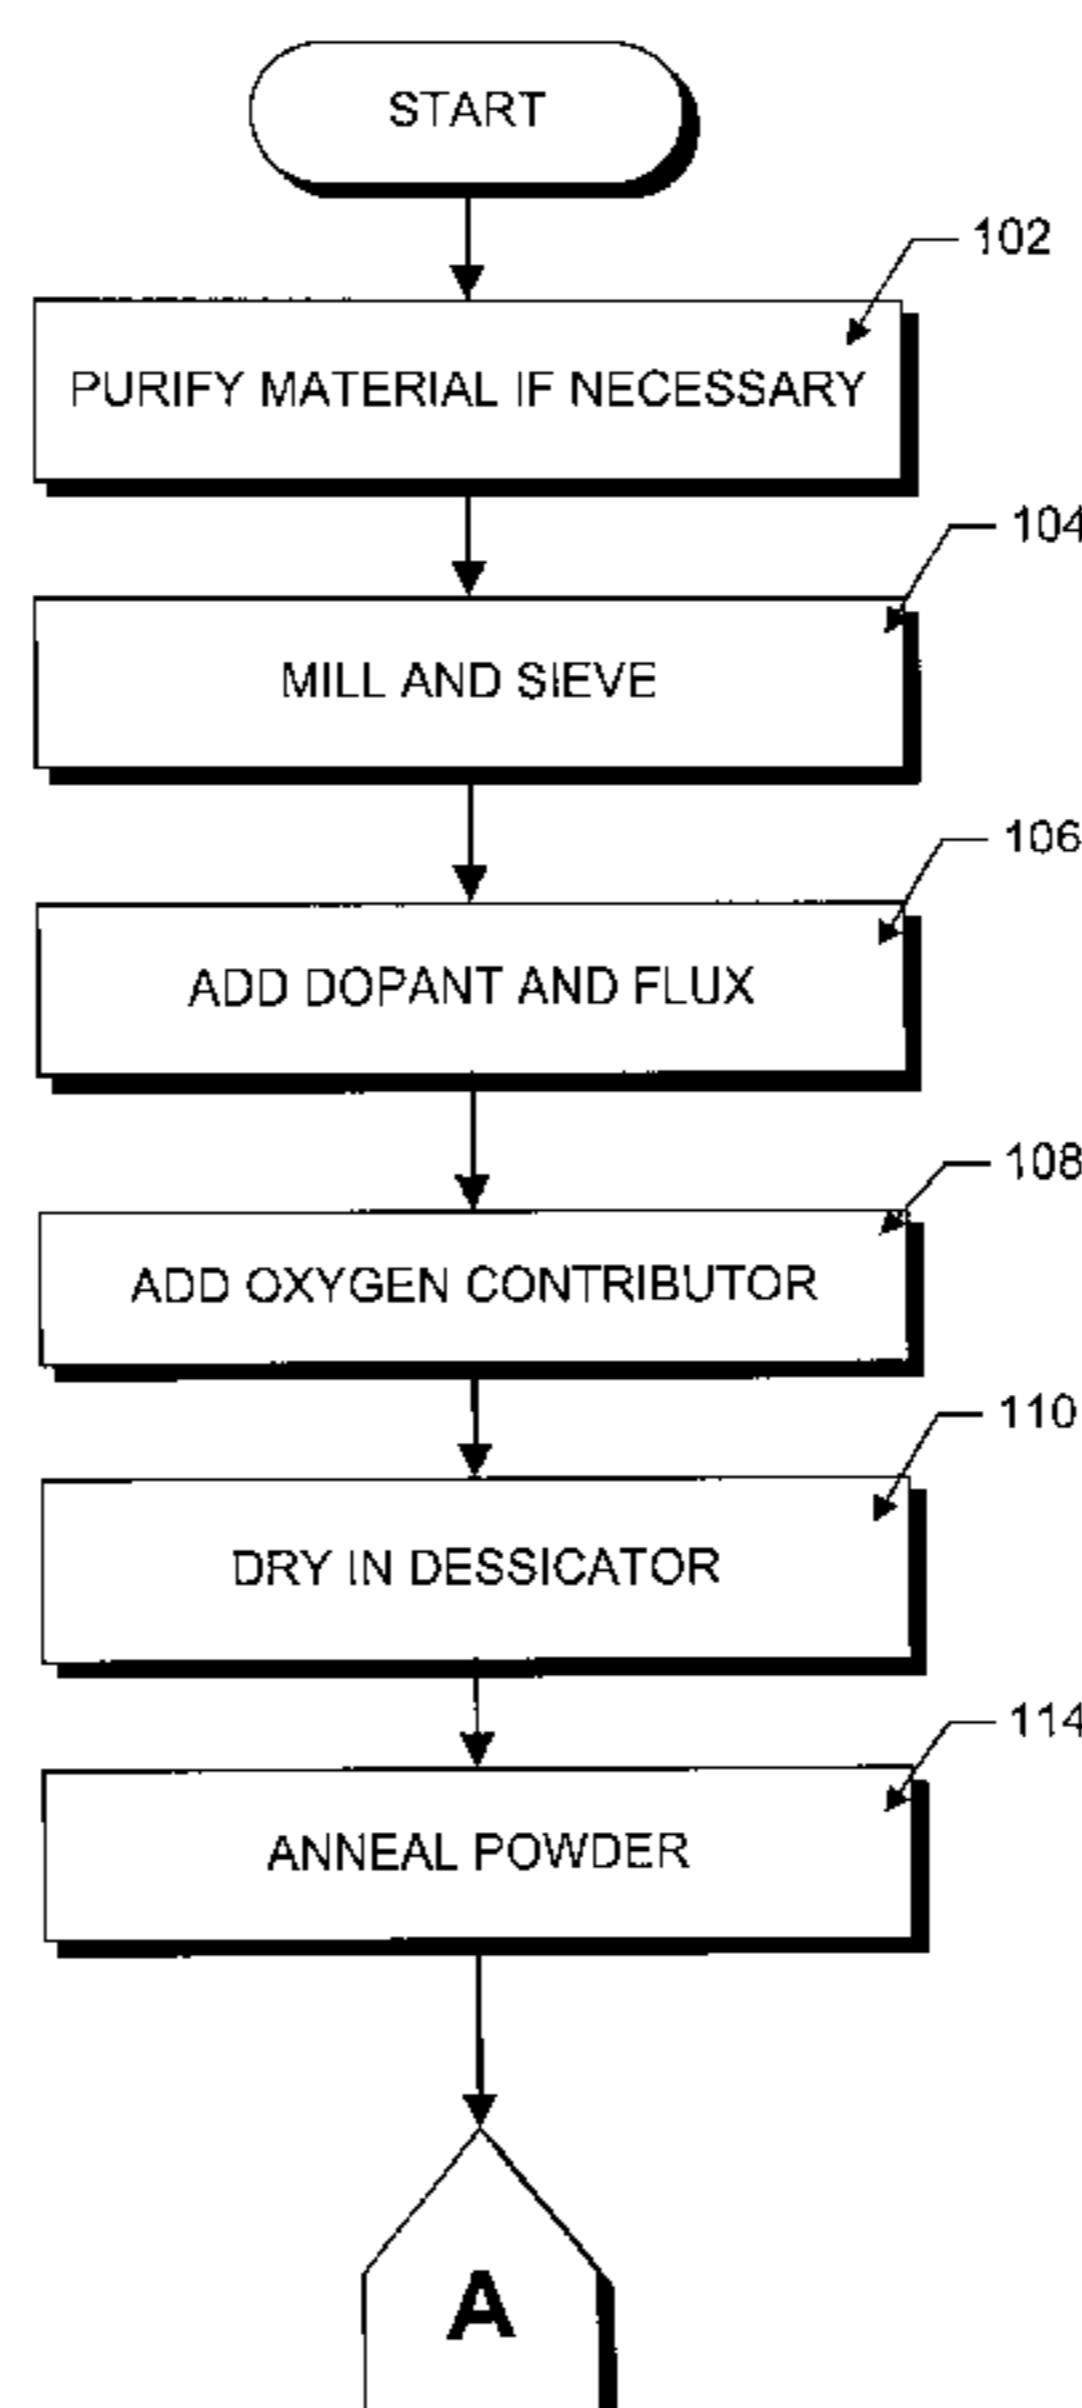 START
102
PURIFY MATERIAL IF NECESSARY
104
MILL AND SIEVE
106
ADD DOPANT AND FLUX
108
ADD OXYGEN CONTRIBUTOR
110
DRY IN DESSICATOR
114
ANNEAL POWDER
A